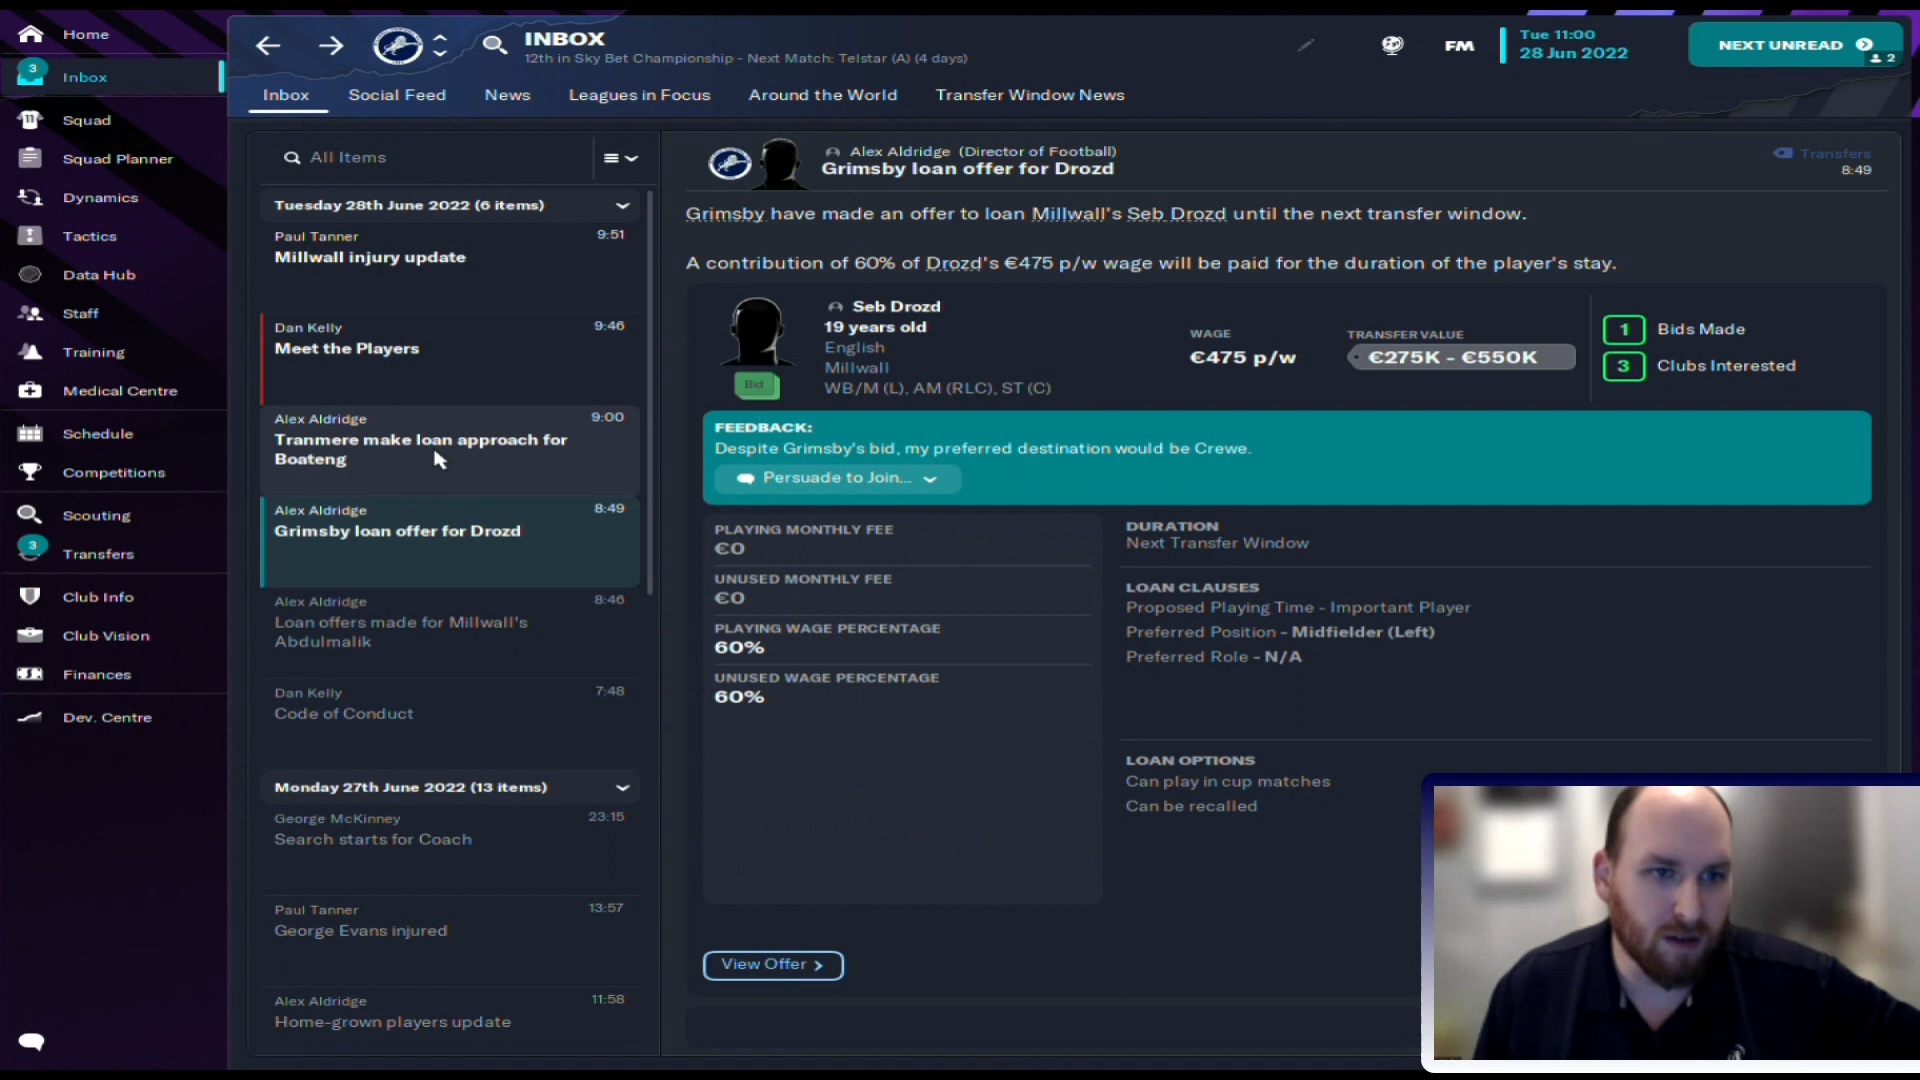 Home
3
Inbox
Squad
Squad Planner
Dynamics
Tactics
Data Hub
Staff
Training
Medical Centre
Schedule
Competitions
Scouting
3
Transfers
Club Info
Club Vision
Finances
Dev. Centre
INBOX
12th in Sky Bet Championship - Next Match: Telstar (A) (4 days)
FM
Tue 11:00
28 Jun 2022
NEXT UNREAD
2
Inbox
Social Feed
News
Leagues in Focus
Around the World
Transfer Window News
All Items
Tuesday 28th June 2022 (6 items)
Paul Tanner 9:51
Millwall injury update
Dan Kelly 9:46
Meet the Players
Alex Aldridge 9:00
Tranmere make loan approach for
Boateng
Alex Aldridge 8:49
Grimsby loan offer for Drozd
Alex Aldridge 8:46
Loan offers made for Millwall's
Abdulmalik
Dan Kelly 7:48
Code of Conduct
Monday 27th June 2022 (13 items)
George McKinney 23:15
Search starts for Coach
Paul Tanner 13:57
George Evans injured
Alex Aldridge 11:58
Home-grown players update
Alex Aldridge (Director of Football)
Grimsby loan offer for Drozd
Transfers
8:49
Grimsby have made an offer to loan Millwall's Seb Drozd until the next transfer window.
A contribution of 60% of Drozd's €475 p/w wage will be paid for the duration of the player's stay.
Bid
Seb Drozd
19 years old
English
Millwall
WB/M (L), AM (RLC), ST (C)
WAGE
€475 p/w
TRANSFER VALUE
€275K - €550K
1 Bids Made
3 Clubs Interested
FEEDBACK:
Despite Grimsby's bid, my preferred destination would be Crewe.
Persuade to Join...
PLAYING MONTHLY FEE
€0
UNUSED MONTHLY FEE
€0
PLAYING WAGE PERCENTAGE
60%
UNUSED WAGE PERCENTAGE
60%
DURATION
Next Transfer Window
LOAN CLAUSES
Proposed Playing Time - Important Player
Preferred Position - Midfielder (Left)
Preferred Role - N/A
LOAN OPTIONS
Can play in cup matches
Can be recalled
View Offer